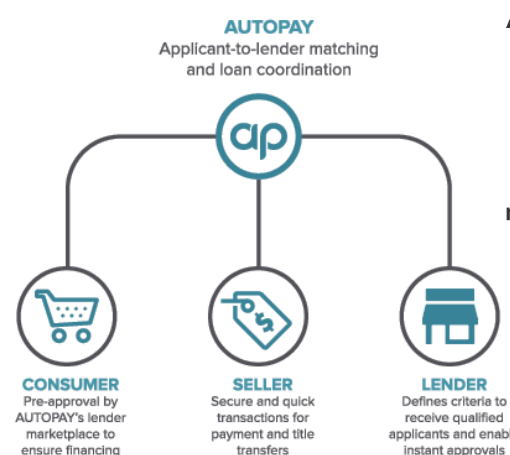 AUTOPAY
Applicant-to-lender matching
and loan coordination
ap
CONSUMER
Pre-approval by
AUTOPAY's lender
marketplace to
ensure financing
$
SELLER
Secure and quick
transactions for
payment and title
transfers
LENDER
Defines criteria to
receive qualified
applicants and enabl
instant approvals